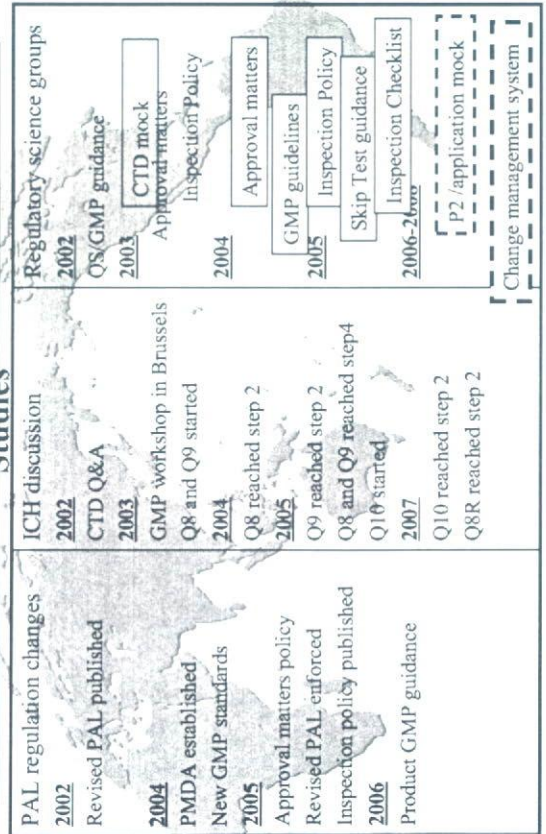 Studies
PAL regulation changes
2002
Revised PAL published
2004
PMDA established
New GMP standards
2005
Approval matters policy
Revised PAL enforced
Inspection policy published
2006
Product GMP guidance
ICH discussion
2002
CTD Q&A
2003
GMP workshop in Brussels
Q8 and Q9 started
2004
Q8 reached step 2
2005
Q9 reached step 2
Q8 and Q9 reached step4
Q10 started
2007
Q10 reached step 2
Q8R reached step 2
Regulatory science groups
2002
QS/GMP guidance
2003
CTD mock
Approval matters
Inspection Policy
2004
Approval matters
GMP guidelines
2005
Inspection Policy
Skip Test guidance
Inspection Checklist
2006-2008
P2 /application mock
Change management system